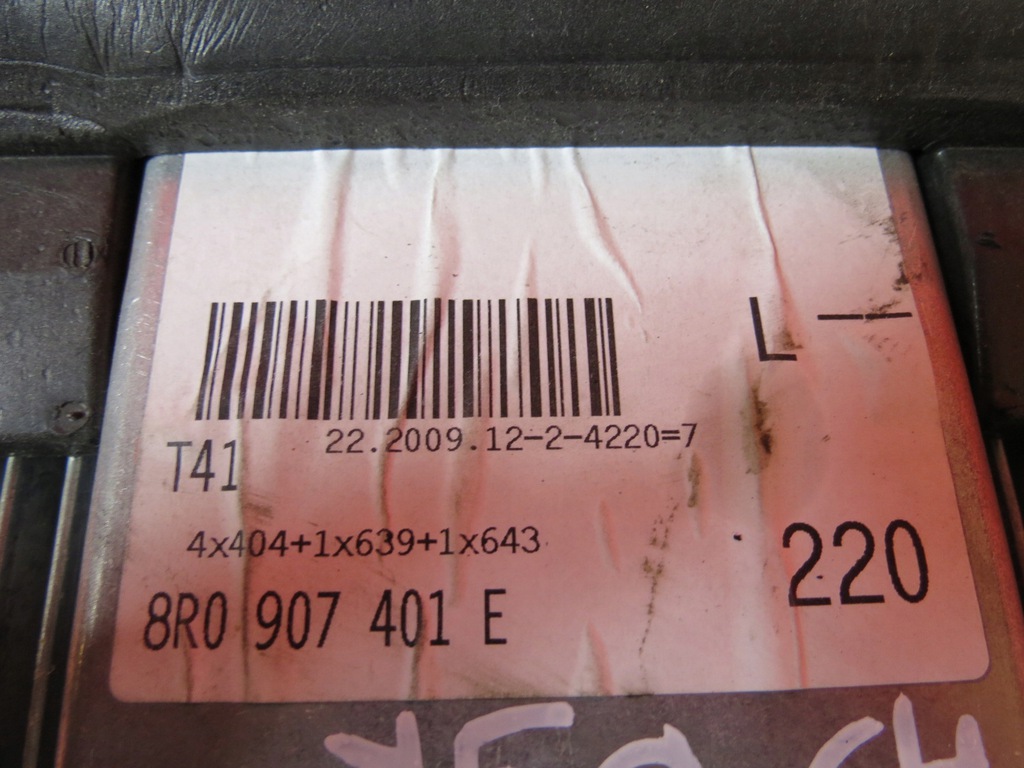 L —
22.2009.12-2-4220=7
T41
4x404+1x639+1x643
220
8R0 907 401 E